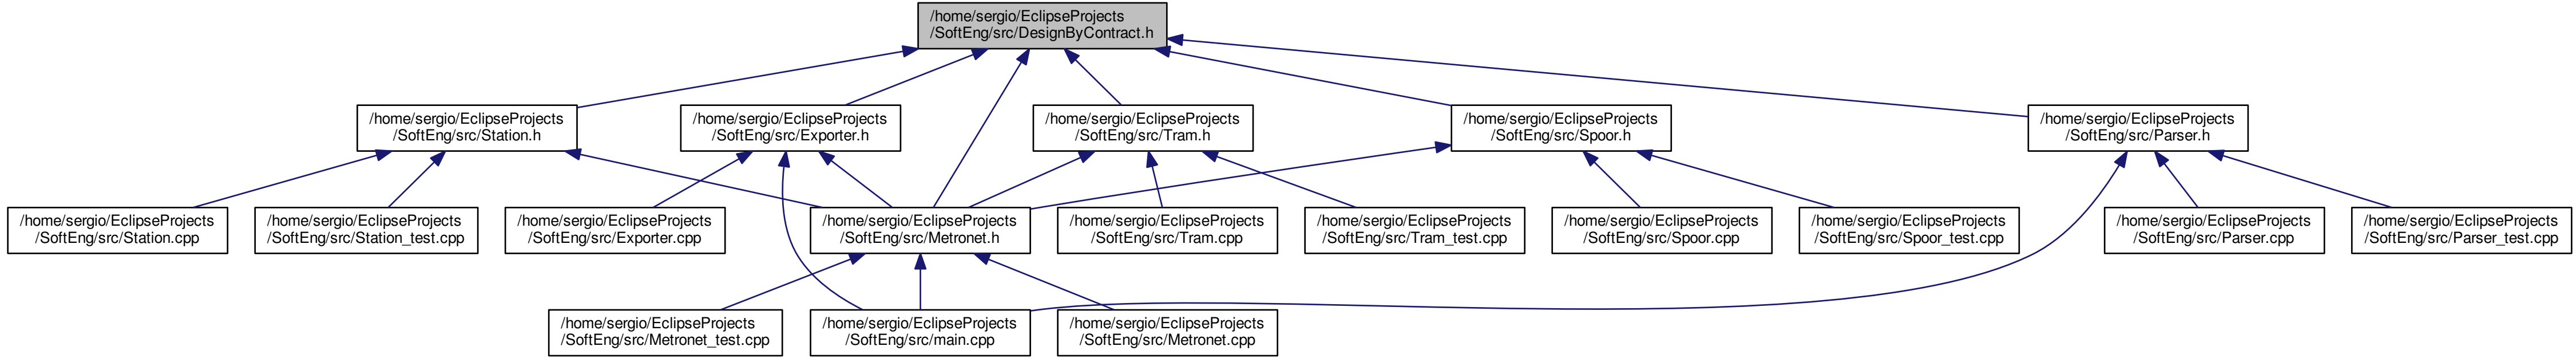 /home/sergio/EclipseProjects
/SoftEng/src/DesignByContract.h
/home/sergio/EclipseProjects
/SoftEng/src/Station.h
/home/sergio/EclipseProjects
/SoftEng/src/Exporter.h
/home/sergio/EclipseProjects
/SoftEng/src/Tram.h
/home/sergio/EclipseProjects
/SoftEng/src/Spoor.h
/home/sergio/EclipseProjects
/SoftEng/src/Parser.h
/home/sergio/EclipseProjects
/SoftEng/src/Station.cpp
/home/sergio/EclipseProjects
/SoftEng/src/Station_test.cpp
/home/sergio/EclipseProjects
/SoftEng/src/Exporter.cpp
/home/sergio/EclipseProjects
/SoftEng/src/Metronet.h
/home/sergio/EclipseProjects
/SoftEng/src/Tram.cpp
/home/sergio/EclipseProjects
/SoftEng/src/Tram_test.cpp
/home/sergio/EclipseProjects
/SoftEng/src/Spoor.cpp
/home/sergio/EclipseProjects
/SoftEng/src/Spoor_test.cpp
/home/sergio/EclipseProjects
/SoftEng/src/Parser.cpp
/home/sergio/EclipseProjects
/SoftEng/src/Parser_test.cpp
/home/sergio/EclipseProjects
/SoftEng/src/Metronet_test.cpp
/home/sergio/EclipseProjects
/SoftEng/src/main.cpp
/home/sergio/EclipseProjects
/SoftEng/src/Metronet.cpp